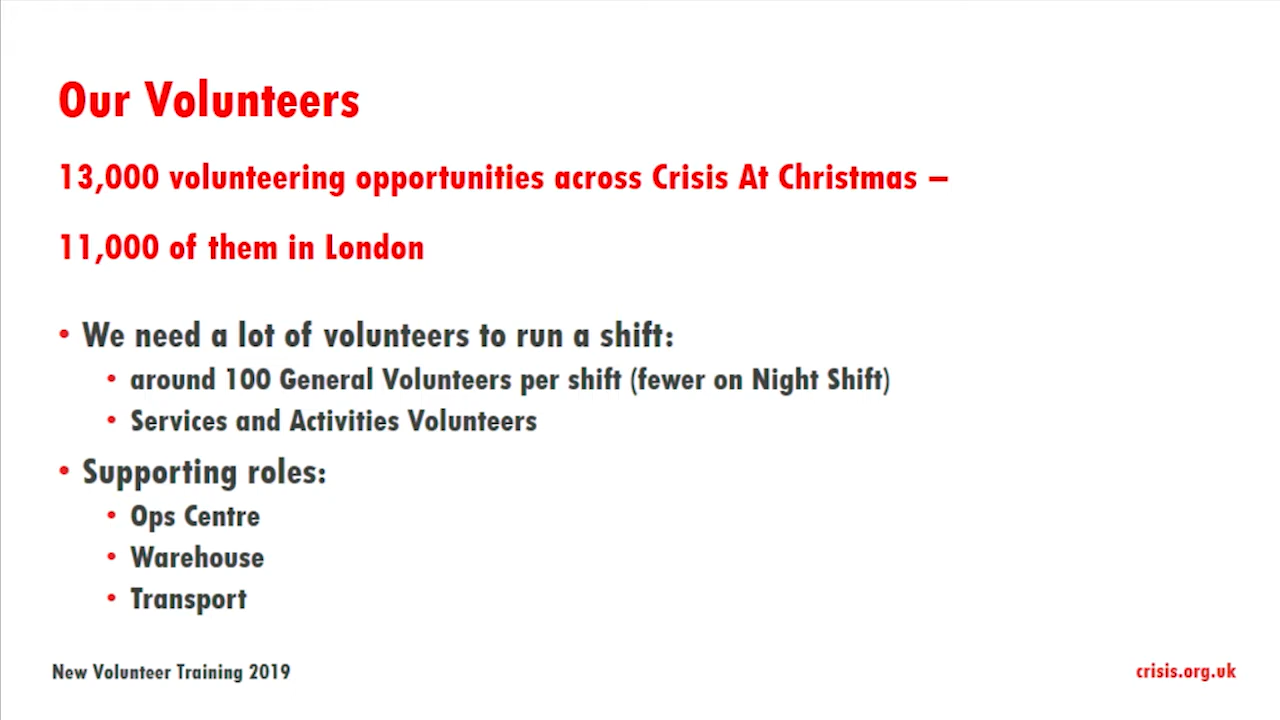 Our Volunteers
13,000 volunteering opportunities across Crisis At Christmas –
11,000 of them in London
• We need a lot of volunteers to run a shift:
• around 100 General Volunteers per shift (fewer on Night Shift)
• Services and Activities Volunteers
• Supporting roles:
• Ops Centre
• Warehouse
• Transport
New Volunteer Training 2019
crisis.org.uk